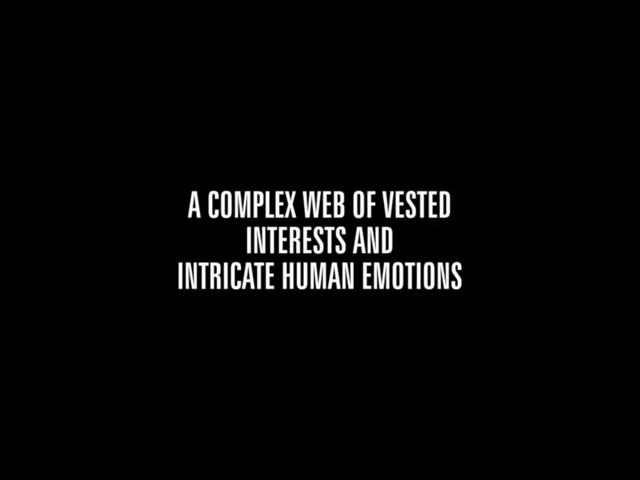 A COMPLEX WEB OF VESTED
INTERESTS AND
INTRICATE HUMAN EMOTIONS